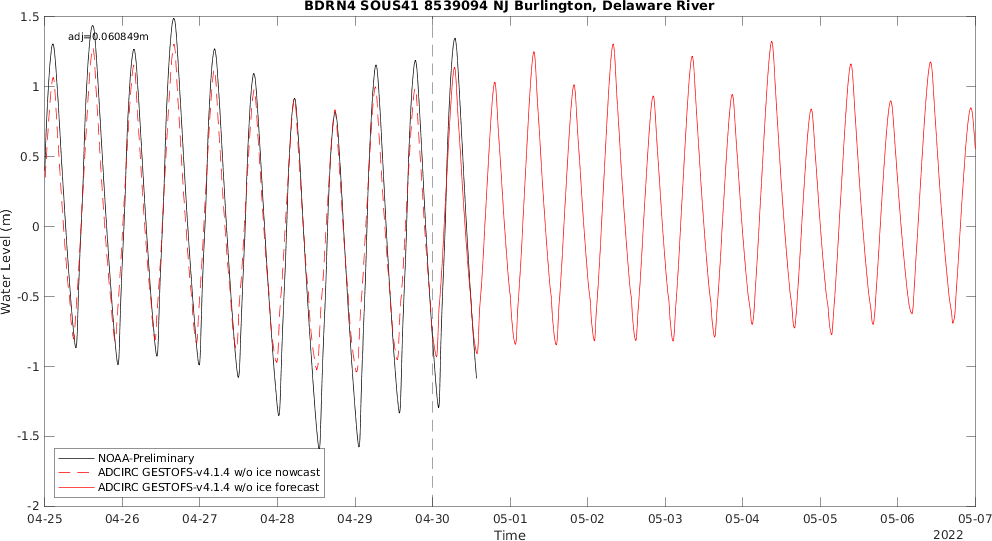 BDRN4 SOUS41 8539094 NJ Burlington, Delaware River
adj=0.060849m
1.5
1
0.5
0
-0.5
-1
-1.5
-2
Water Level (m)
NOAA-Preliminary
ADCIRC GESTOFS-v4.1.4 w/o ice nowcast
ADCIRC GESTOFS-v4.1.4 w/o ice forecast
04-25 04-26 04-27 04-28 04-29 04-30 05-01 05-02 05-03 05-04 05-05 05-06 05-07
Time
2022